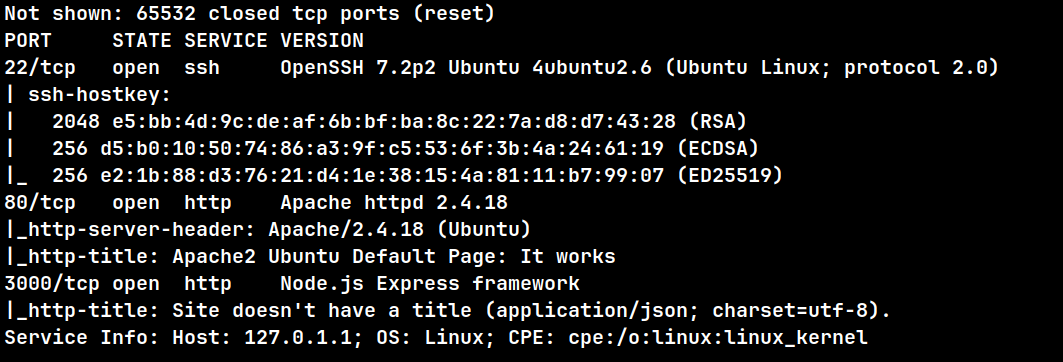 Not shown: 65532 closed tcp ports (reset)
PORT     STATE SERVICE VERSION
22/tcp   open  ssh     OpenSSH 7.2p2 Ubuntu 4ubuntu2.6 (Ubuntu Linux; protocol 2.0)
| ssh-hostkey:
|   2048 e5:bb:4d:9c:de:af:6b:bf:ba:8c:22:7a:d8:d7:43:28 (RSA)
|   256 d5:b0:10:50:74:86:a3:9f:c5:53:6f:3b:4a:24:61:19 (ECDSA)
|_  256 e2:1b:88:d3:76:21:d4:1e:38:15:4a:81:11:b7:99:07 (ED25519)
80/tcp   open  http    Apache httpd 2.4.18
|_http-server-header: Apache/2.4.18 (Ubuntu)
|_http-title: Apache2 Ubuntu Default Page: It works
3000/tcp open  http    Node.js Express framework
|_http-title: Site doesn't have a title (application/json; charset=utf-8).
Service Info: Host: 127.0.1.1; OS: Linux; CPE: cpe:/o:linux:linux_kernel